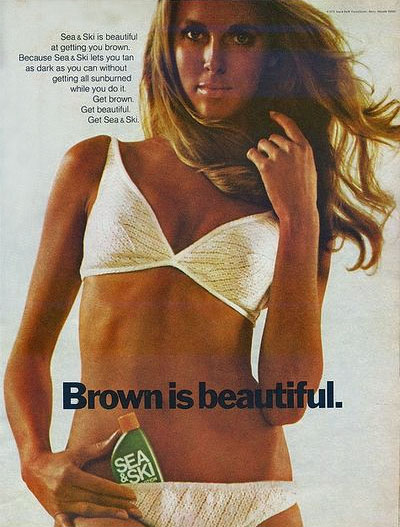 Sea & Ski is beautiful
at getting you brown.
Because Sea & Ski lets you tan
as dark as you can without
getting all sunburned
while you do it.
Get brown.
Get beautiful.
Get Sea & Ski.
Brown is beautiful.
SEA
& SKI